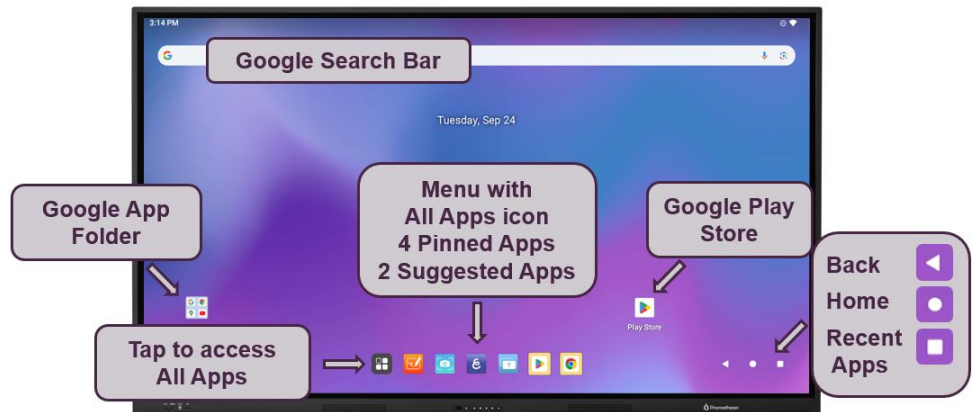 3:14 PM
Google Search Bar
Tuesday, Sep 24
Menu with
All Apps icon
4 Pinned Apps
2 Suggested Apps
Google App
Folder
Google Play
Store
Play Store
Back
Home
Recent
Apps
Tap to access
All Apps
Promethean